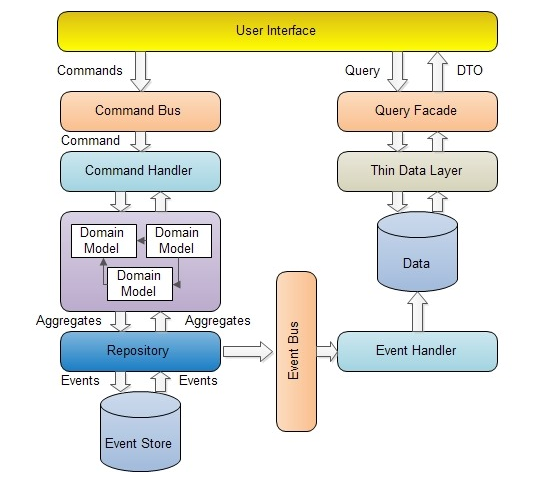 User Interface
Commands
Query
DTO
Command Bus
Query Facade
Command
Command Handler
Thin Data Layer
Domain
Model
Domain
Model
Domain
Model
Data
Aggregates
Aggregates
Repository
Event Bus
Event Handler
Events
Events
Event Store